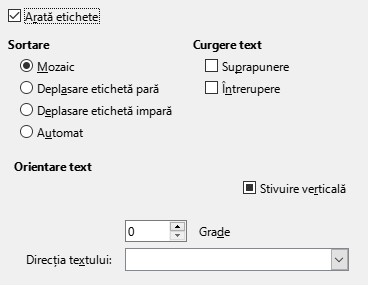 Arată etichete
Sortare
Mozaic
Deplasare etichetă pară
Deplasare etichetă impară
Automat
Curgere text
Suprapunere
Întrerupere
Orientare text
Stivuire verticală
0 Grade
Direcția textului: